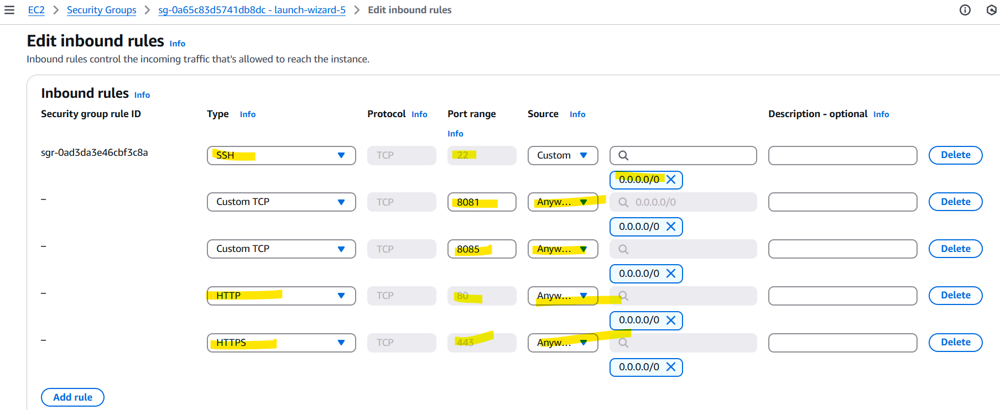 EC2 > Security Groups > sg-0a65c83d5741db8dc - launch-wizard-5 > Edit inbound rules
Edit inbound rules Info
Inbound rules control the incoming traffic that's allowed to reach the instance.
Inbound rules Info
Security group rule ID Type Info Protocol Info Port range Source Info Description - optional Info
Info
sgr-0ad3da3e46cbf3c8a SSH TCP 22 Custom Delete
0.0.0.0/0
– Custom TCP TCP 8081 Anyw... 0.0.0.0/0 Delete
0.0.0.0/0
– Custom TCP TCP 8085 Anyw... Delete
0.0.0.0/0
– HTTP TCP 80 Anyw... Delete
0.0.0.0/0
– HTTPS TCP 443 Anyw... Delete
0.0.0.0/0
Add rule